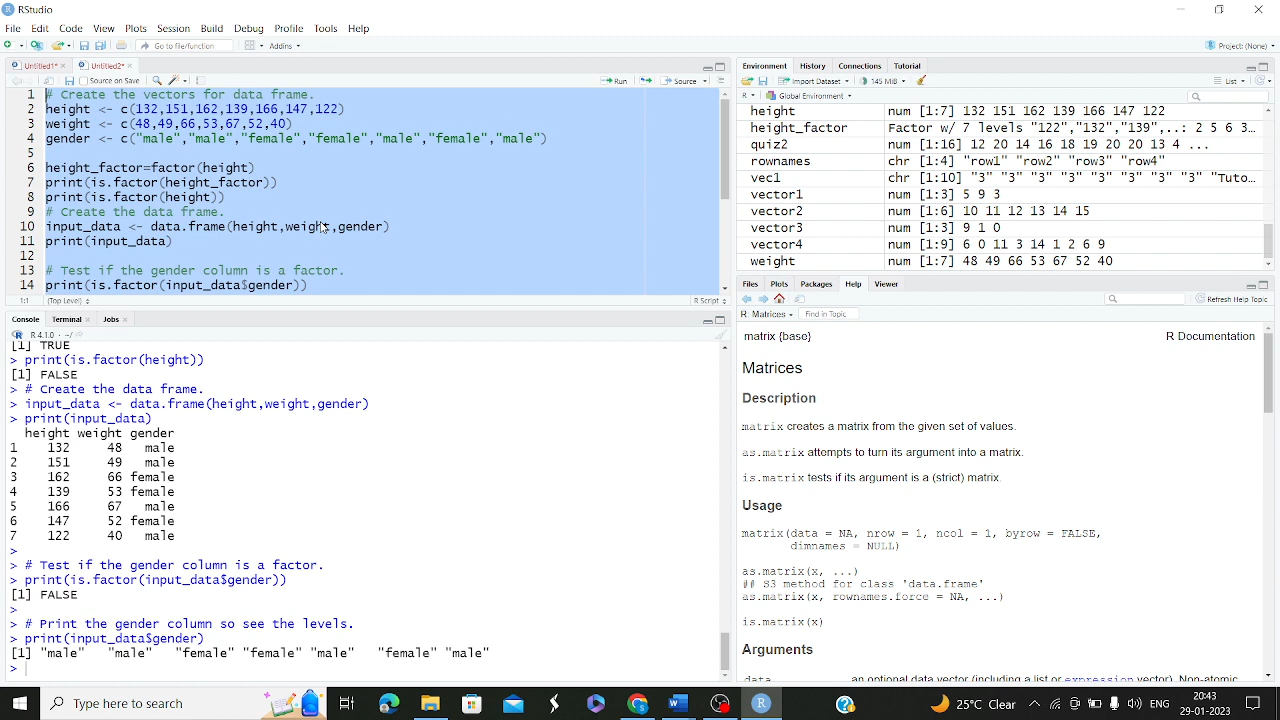 RStudio
File Edit Code View Plots Session Build Debug Profile Tools Help
Go to file/function Addins Project: (None)
Untitled1* Untitled2*
Source on Save Run Source
1 # Create the vectors for data frame.
2 height <- c(132,151,162,139,166,147,122)
3 weight <- c(48,49,66,53,67,52,40)
4 gender <- c("male","male","female","female","male","female","male")
5
6 height_factor=factor(height)
7 print(is.factor(height_factor))
8 print(is.factor(height))
9 # Create the data frame.
10 input_data <- data.frame(height,weight,gender)
11 print(input_data)
12
13 # Test if the gender column is a factor.
14 print(is.factor(input_data$gender))
1:1 (Top Level) R Script
Console Terminal Jobs
R 4.1.0 · ~/
[1] TRUE
> print(is.factor(height))
[1] FALSE
> # Create the data frame.
> input_data <- data.frame(height,weight,gender)
> print(input_data)
height weight gender
1 132 48 male
2 151 49 male
3 162 66 female
4 139 53 female
5 166 67 male
6 147 52 female
7 122 40 male
>
> # Test if the gender column is a factor.
> print(is.factor(input_data$gender))
[1] FALSE
>
> # Print the gender column so see the levels.
> print(input_data$gender)
[1] "male" "male" "female" "female" "male" "female" "male"
>
Environment History Connections Tutorial
Import Dataset 145 MiB List
R Global Environment
height num [1:7] 132 151 162 139 166 147 122
height_factor Factor w/ 7 levels "122","132","139",..: 2 5 6 3…
quiz2 num [1:16] 12 20 14 16 18 19 20 20 13 4 ...
rownames chr [1:4] "row1" "row2" "row3" "row4"
vec1 chr [1:10] "3" "3" "3" "3" "3" "3" "3" "Tuto…
vector1 num [1:3] 5 9 3
vector2 num [1:6] 10 11 12 13 14 15
vector3 num [1:3] 9 1 0
vector4 num [1:9] 6 0 11 3 14 1 2 6 9
weight num [1:7] 48 49 66 53 67 52 40
Files Plots Packages Help Viewer
Refresh Help Topic
R: Matrices Find in Topic
matrix {base} R Documentation
Matrices
Description
matrix creates a matrix from the given set of values.
as.matrix attempts to turn its argument into a matrix.
is.matrix tests if its argument is a (strict) matrix.
Usage
matrix(data = NA, nrow = 1, ncol = 1, byrow = FALSE,
dimnames = NULL)
as.matrix(x, ...)
## S3 method for class 'data.frame'
as.matrix(x, rownames.force = NA, ...)
is.matrix(x)
Arguments
data an optional data vector (including a list or expression vector). Non-atomic
Type here to search
25°C Clear ENG 20:43
29-01-2023